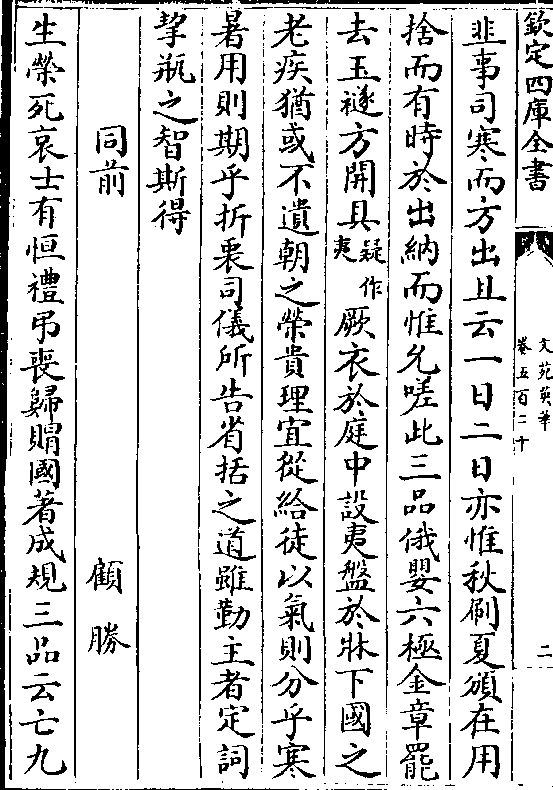 欽定四庫全書
文苑英華
卷五百二十
二
韭事司寒而方出且云一日二日亦惟秋刷夏頒在用
捨而有時於出納而惟允嗟此三品俄嬰六極金章罷
去玉襚方開具疑作夷厥衣於庭中設夷盤於牀下國之
老疾猶或不遺朝之榮貴理宜從給徒以氣則分乎寒
暑用則期乎折衷司儀所告省括之道雖勤主者定詞
挈瓶之智斯得
同前
顧勝
生榮死哀士有恒禮弔喪歸賵國著成規三品云亡九